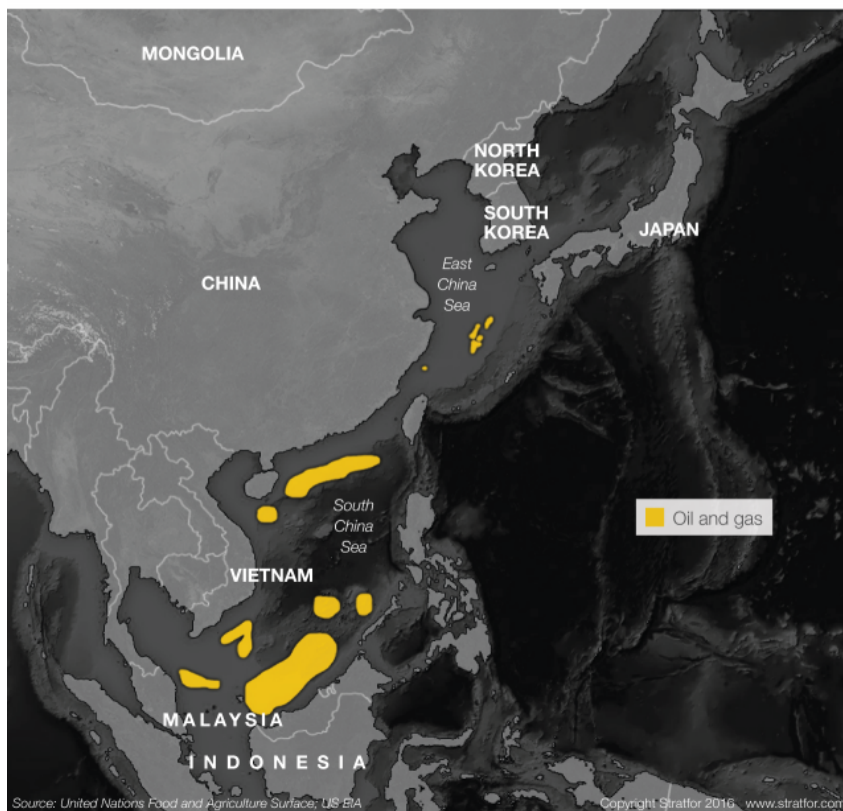 MONGOLIA
NORTH
KOREA
SOUTH
KOREA
JAPAN
East
China
Sea
CHINA
South
China
Sea
Oil and gas
VIETNAM
MALAYSIA
INDONESIA
Source: United Nations Food and Agriculture Surface; US EIA
Copyright Stratfor 2016 www.stratfor.com